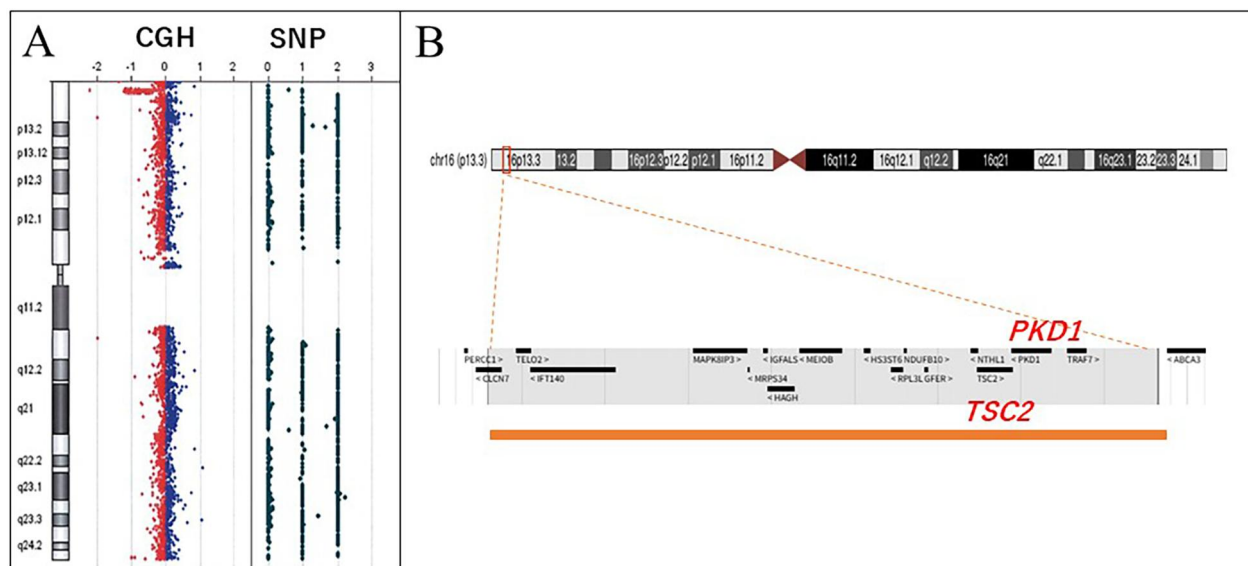 A
CGH
SNP
-2 -1 0 1 2
0 1 2 3
p13.2
p13.12
p12.3
p12.1
q11.2
q12.2
q21
q22.2
q23.1
q23.3
q24.2
B
chr16 (p13.3)
16p13.3 13.2 16p12.3 p12.2 p12.1 16p11.2 16q11.2 16q12.1 q12.2 16q21 q22.1 16q23.1 23.2 23.3 24.1
PKD1
PERCC1 > TELO2 > MAPK8IP3 > < IGFALS < MEIOB < HS3ST6 NDUFB10 > < NTHL1 < PKD1 TRAF7 > < ABCA3
< CLCN7 < IFT140 < MRPS34 < RPL3L GFER > TSC2 >
< HAGH
TSC2